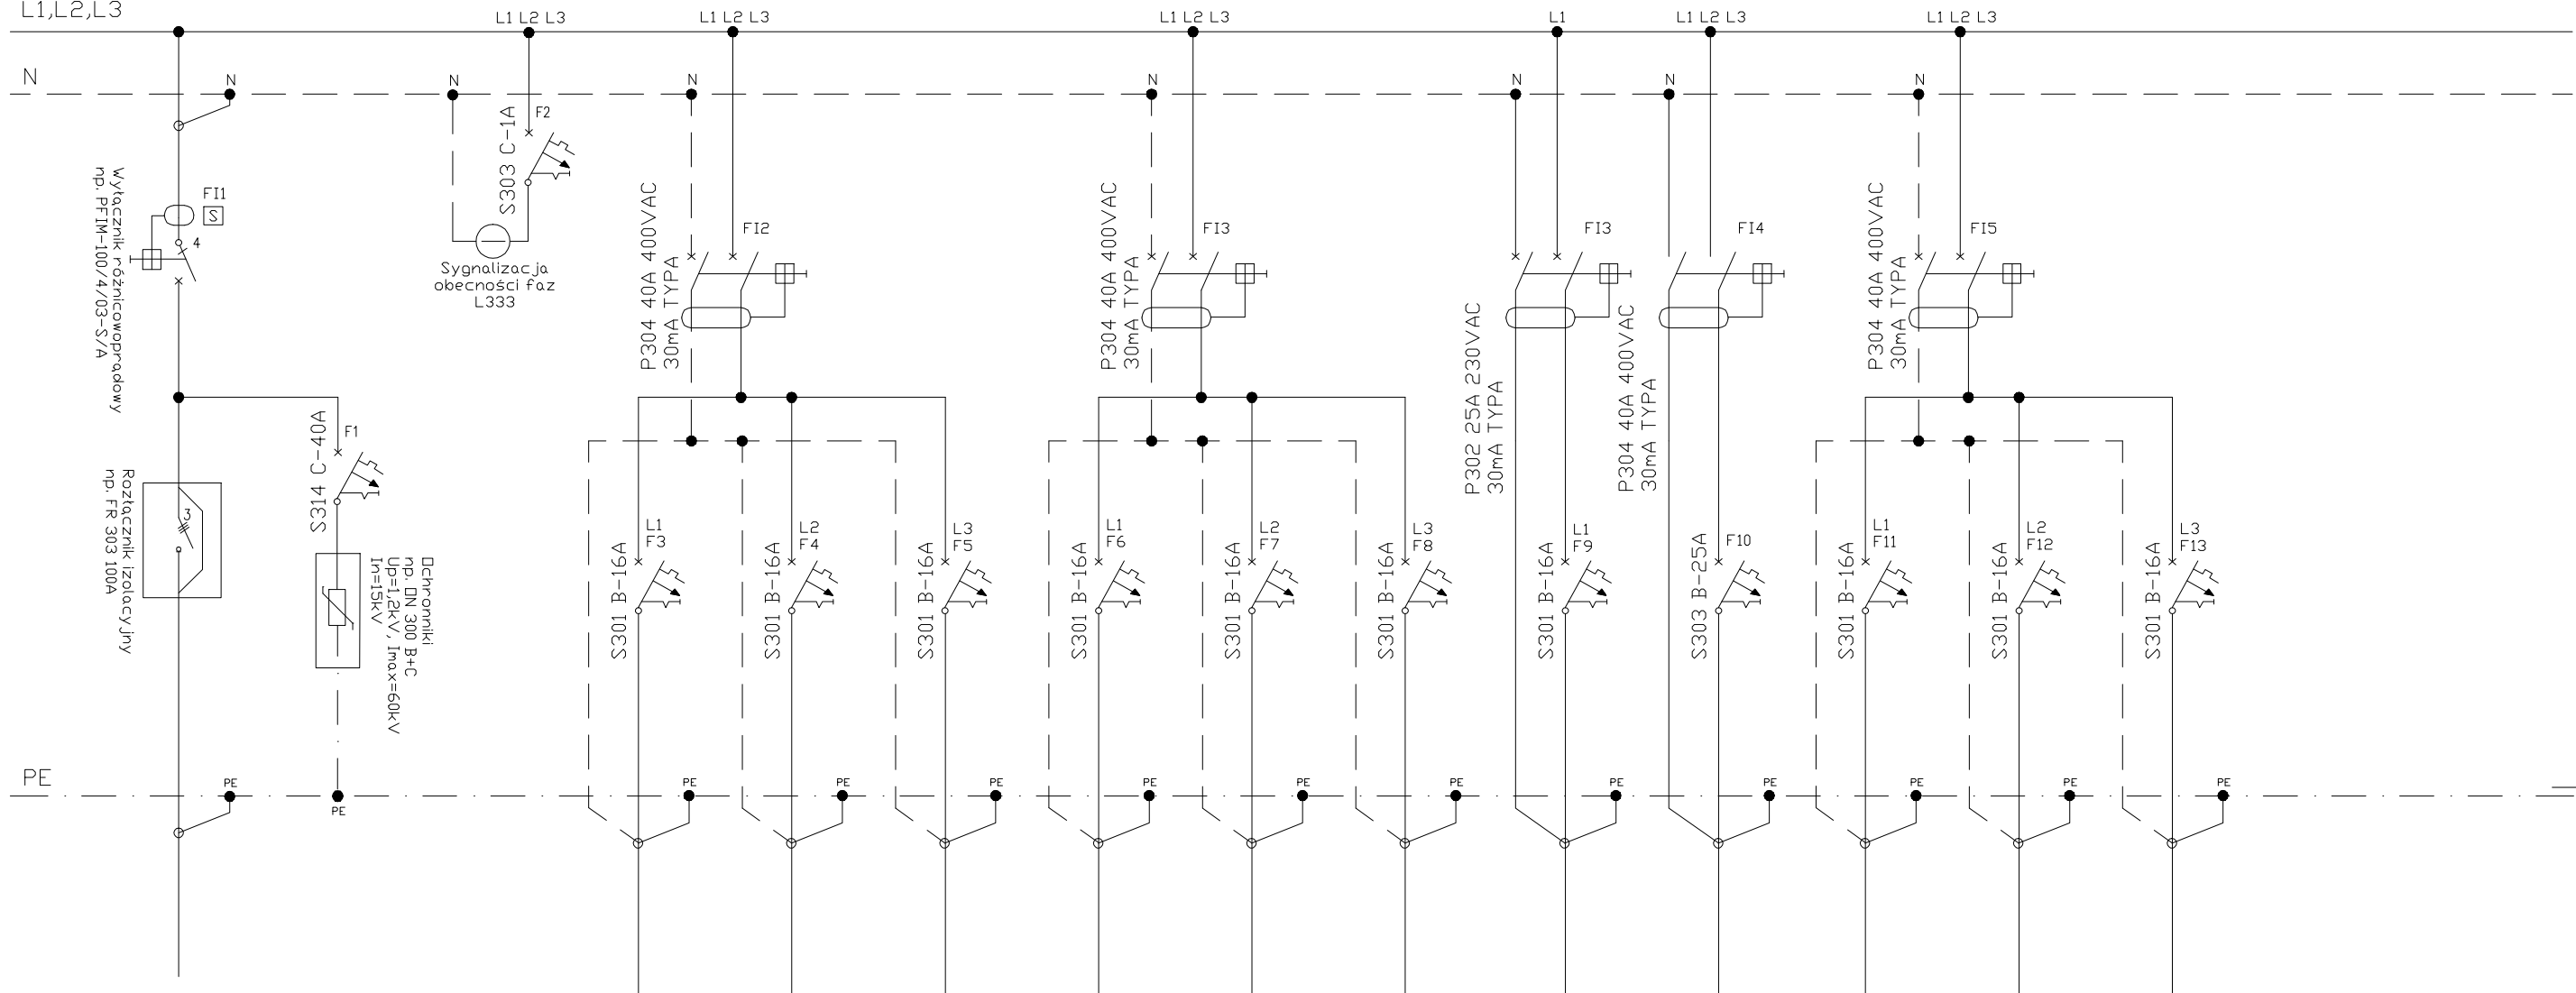 L1,L2,L3
L1 L2 L3
L1 L2 L3
L1 L2 L3
L1
L1 L2 L3
L1 L2 L3
N
N
N
N
N
N
N
N
FI1
S
4
Wyłącznik różnicowoprądowy
np. PFIM-100/4/03-S/A
F2
S303 C-1A
Sygnalizacja
obecności faz
L333
FI2
P304 40A 400VAC
30mA TYPA
FI3
P304 40A 400VAC
30mA TYPA
FI3
P302 25A 230VAC
30mA TYPA
FI4
P304 40A 400VAC
30mA TYPA
FI5
P304 40A 400VAC
30mA TYPA
F1
S314 C-40A
3
Rozłącznik izolacyjny
np. FR 303 100A
Ochronniki
np. ON 300 B+C
Up=1,2kV, Imax=60kV
In=15kV
L1
F3
S301 B-16A
L2
F4
S301 B-16A
L3
F5
S301 B-16A
L1
F6
S301 B-16A
L2
F7
S301 B-16A
L3
F8
S301 B-16A
L1
F9
S301 B-16A
F10
S303 B-25A
L1
F11
S301 B-16A
L2
F12
S301 B-16A
L3
F13
S301 B-16A
PE
PE
PE
PE
PE
PE
PE
PE
PE
PE
PE
PE
PE
PE